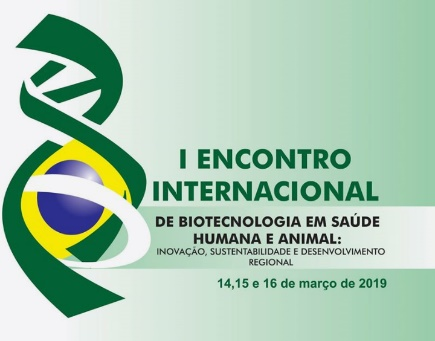 I ENCONTRO
INTERNACIONAL
DE BIOTECNOLOGIA EM SAÚDE
HUMANA E ANIMAL:
INOVAÇÃO, SUSTENTABILIDADE E DESENVOLVIMENTO
REGIONAL
14,15 e 16 de março de 2019